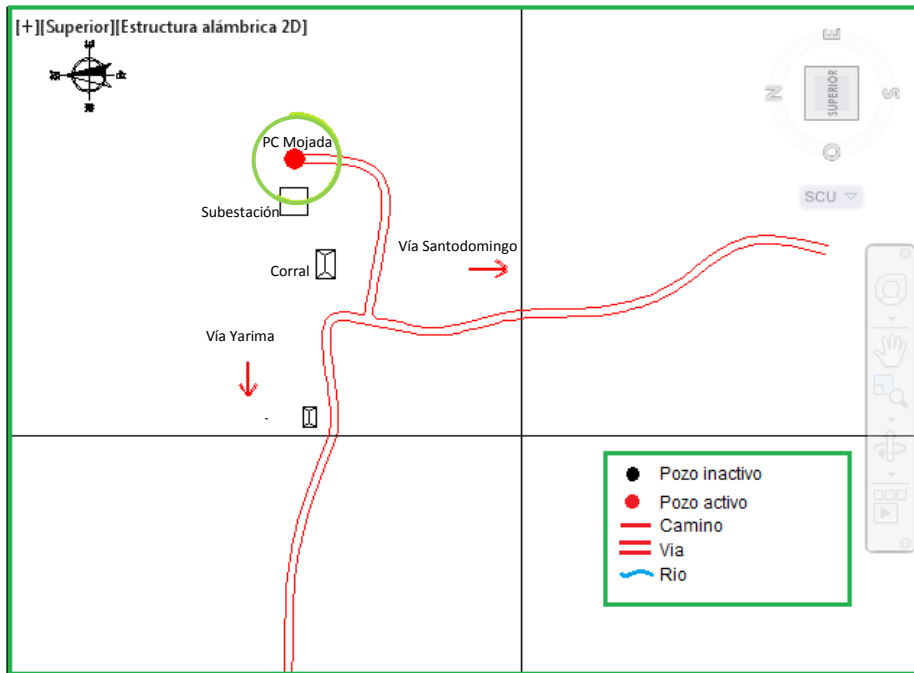 [+][Superior][Estructura alámbrica 2D]
E
N
SUPERIOR
S
O
SCU
PC Mojada
Subestación
Corral
Vía Santodomingo
Vía Yarima
-
Pozo inactivo
Pozo activo
Camino
Via
Rio